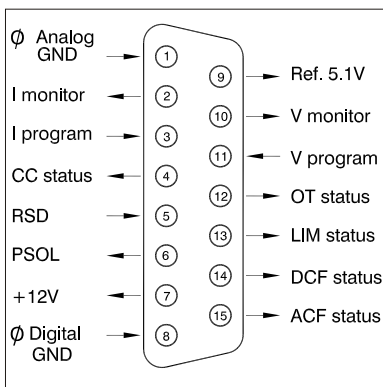 ϕ Analog
GND
1
9
Ref. 5.1V
I monitor
2
10
V monitor
I program
3
11
V program
CC status
4
12
OT status
RSD
5
13
LIM status
PSOL
6
14
DCF status
+12V
7
15
ACF status
ϕ Digital
GND
8